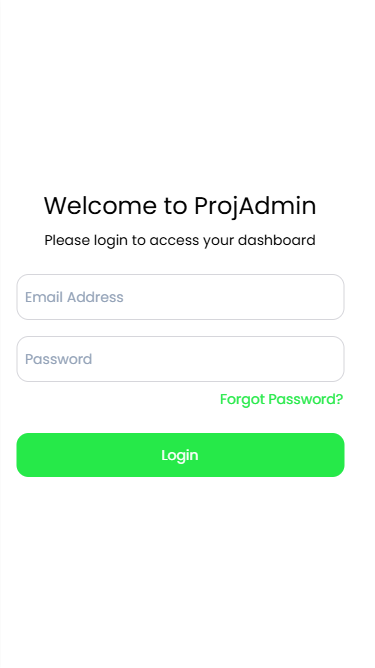 Welcome to ProjAdmin
Please login to access your dashboard
Email Address
Password
Forgot Password?
Login